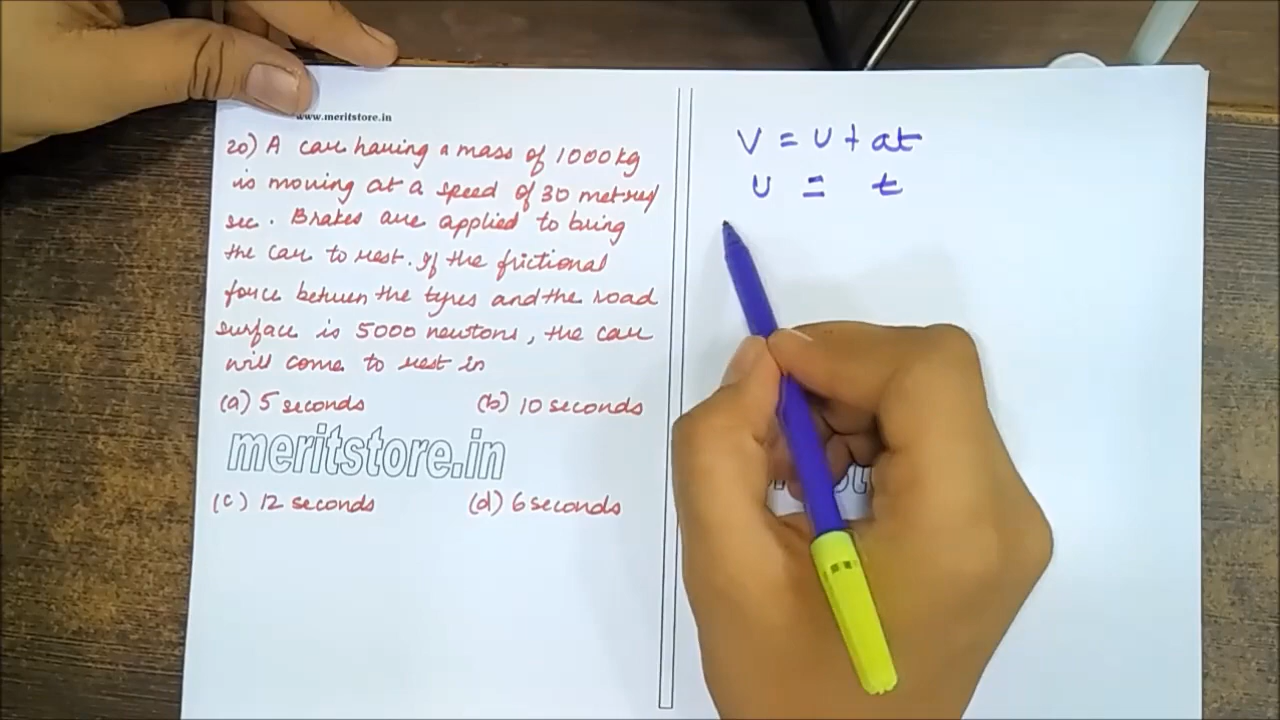 www.meritstore.in
20) A car having a mass of 1000kg
is moving at a speed of 30 metres/
sec. Brakes are applied to bring
the car to rest. If the frictional
force between the tyres and the road
surface is 5000 newtons, the car
will come to rest in
(a) 5 seconds (b) 10 seconds
meritstore.in
(c) 12 seconds (d) 6 seconds
V = U + at
U = t